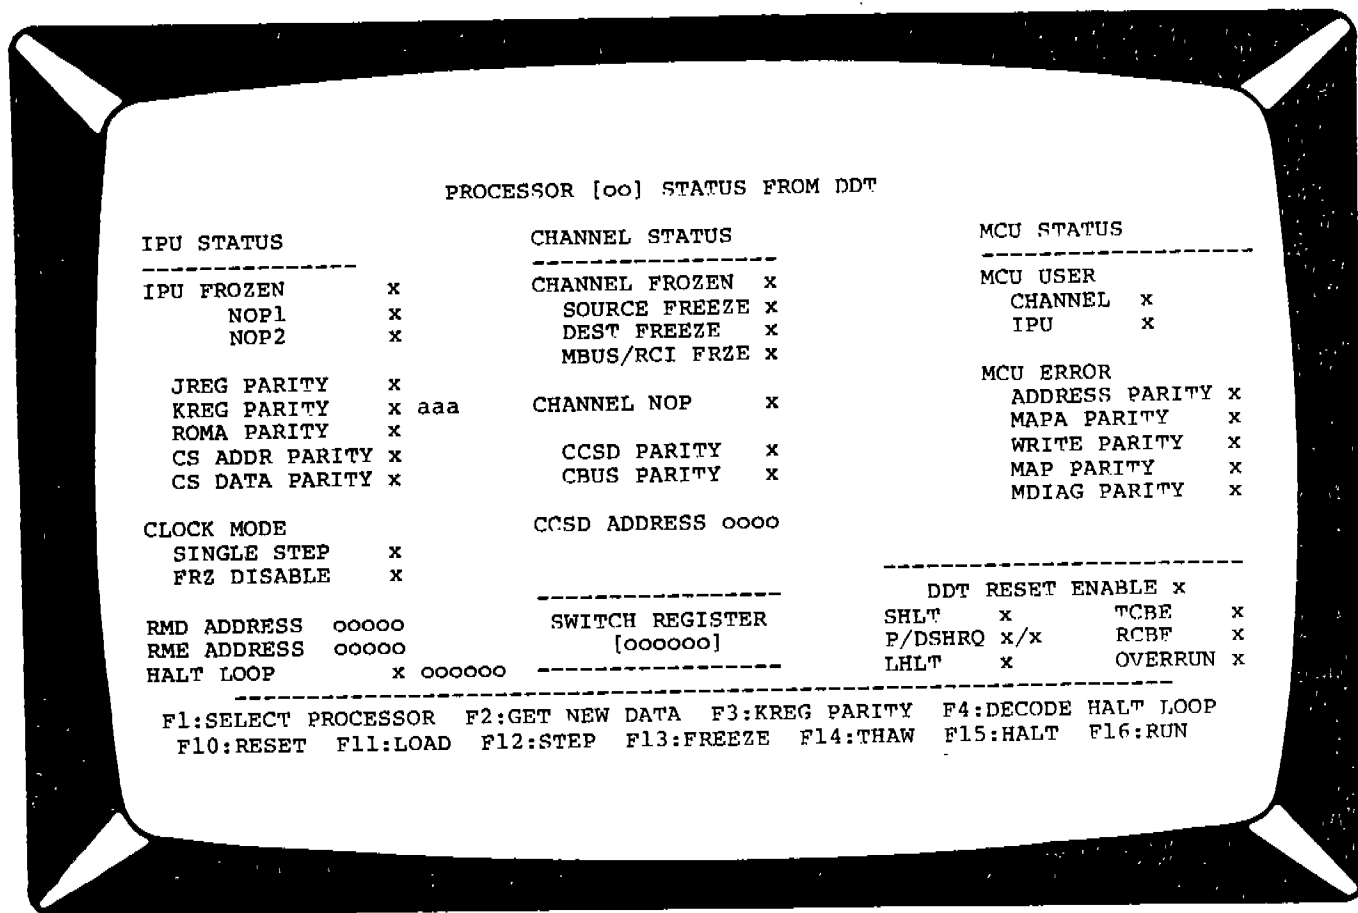 PROCESSOR [oo] STATUS FROM DDT
IPU STATUS CHANNEL STATUS MCU STATUS
--------------- ----------------- -------------------
IPU FROZEN x CHANNEL FROZEN x MCU USER
NOP1 x SOURCE FREEZE x CHANNEL x
NOP2 x DEST FREEZE x IPU x
MBUS/RCI FRZE x
JREG PARITY x MCU ERROR
KREG PARITY x aaa CHANNEL NOP x ADDRESS PARITY x
ROMA PARITY x MAPA PARITY x
CS ADDR PARITY x CCSD PARITY x WRITE PARITY x
CS DATA PARITY x CBUS PARITY x MAP PARITY x
MDIAG PARITY x
CLOCK MODE CCSD ADDRESS oooo
SINGLE STEP x
FRZ DISABLE x -------------------------
----------------- DDT RESET ENABLE x
RMD ADDRESS ooooo SWITCH REGISTER SHLT x TCBE x
RME ADDRESS ooooo [oooooo] P/DSHRQ x/x RCBF x
HALT LOOP x oooooo ----------------- LHLT x OVERRUN x
-----------------------------------------------------------------
F1:SELECT PROCESSOR F2:GET NEW DATA F3:KREG PARITY F4:DECODE HALT LOOP
F10:RESET F11:LOAD F12:STEP F13:FREEZE F14:THAW F15:HALT F16:RUN